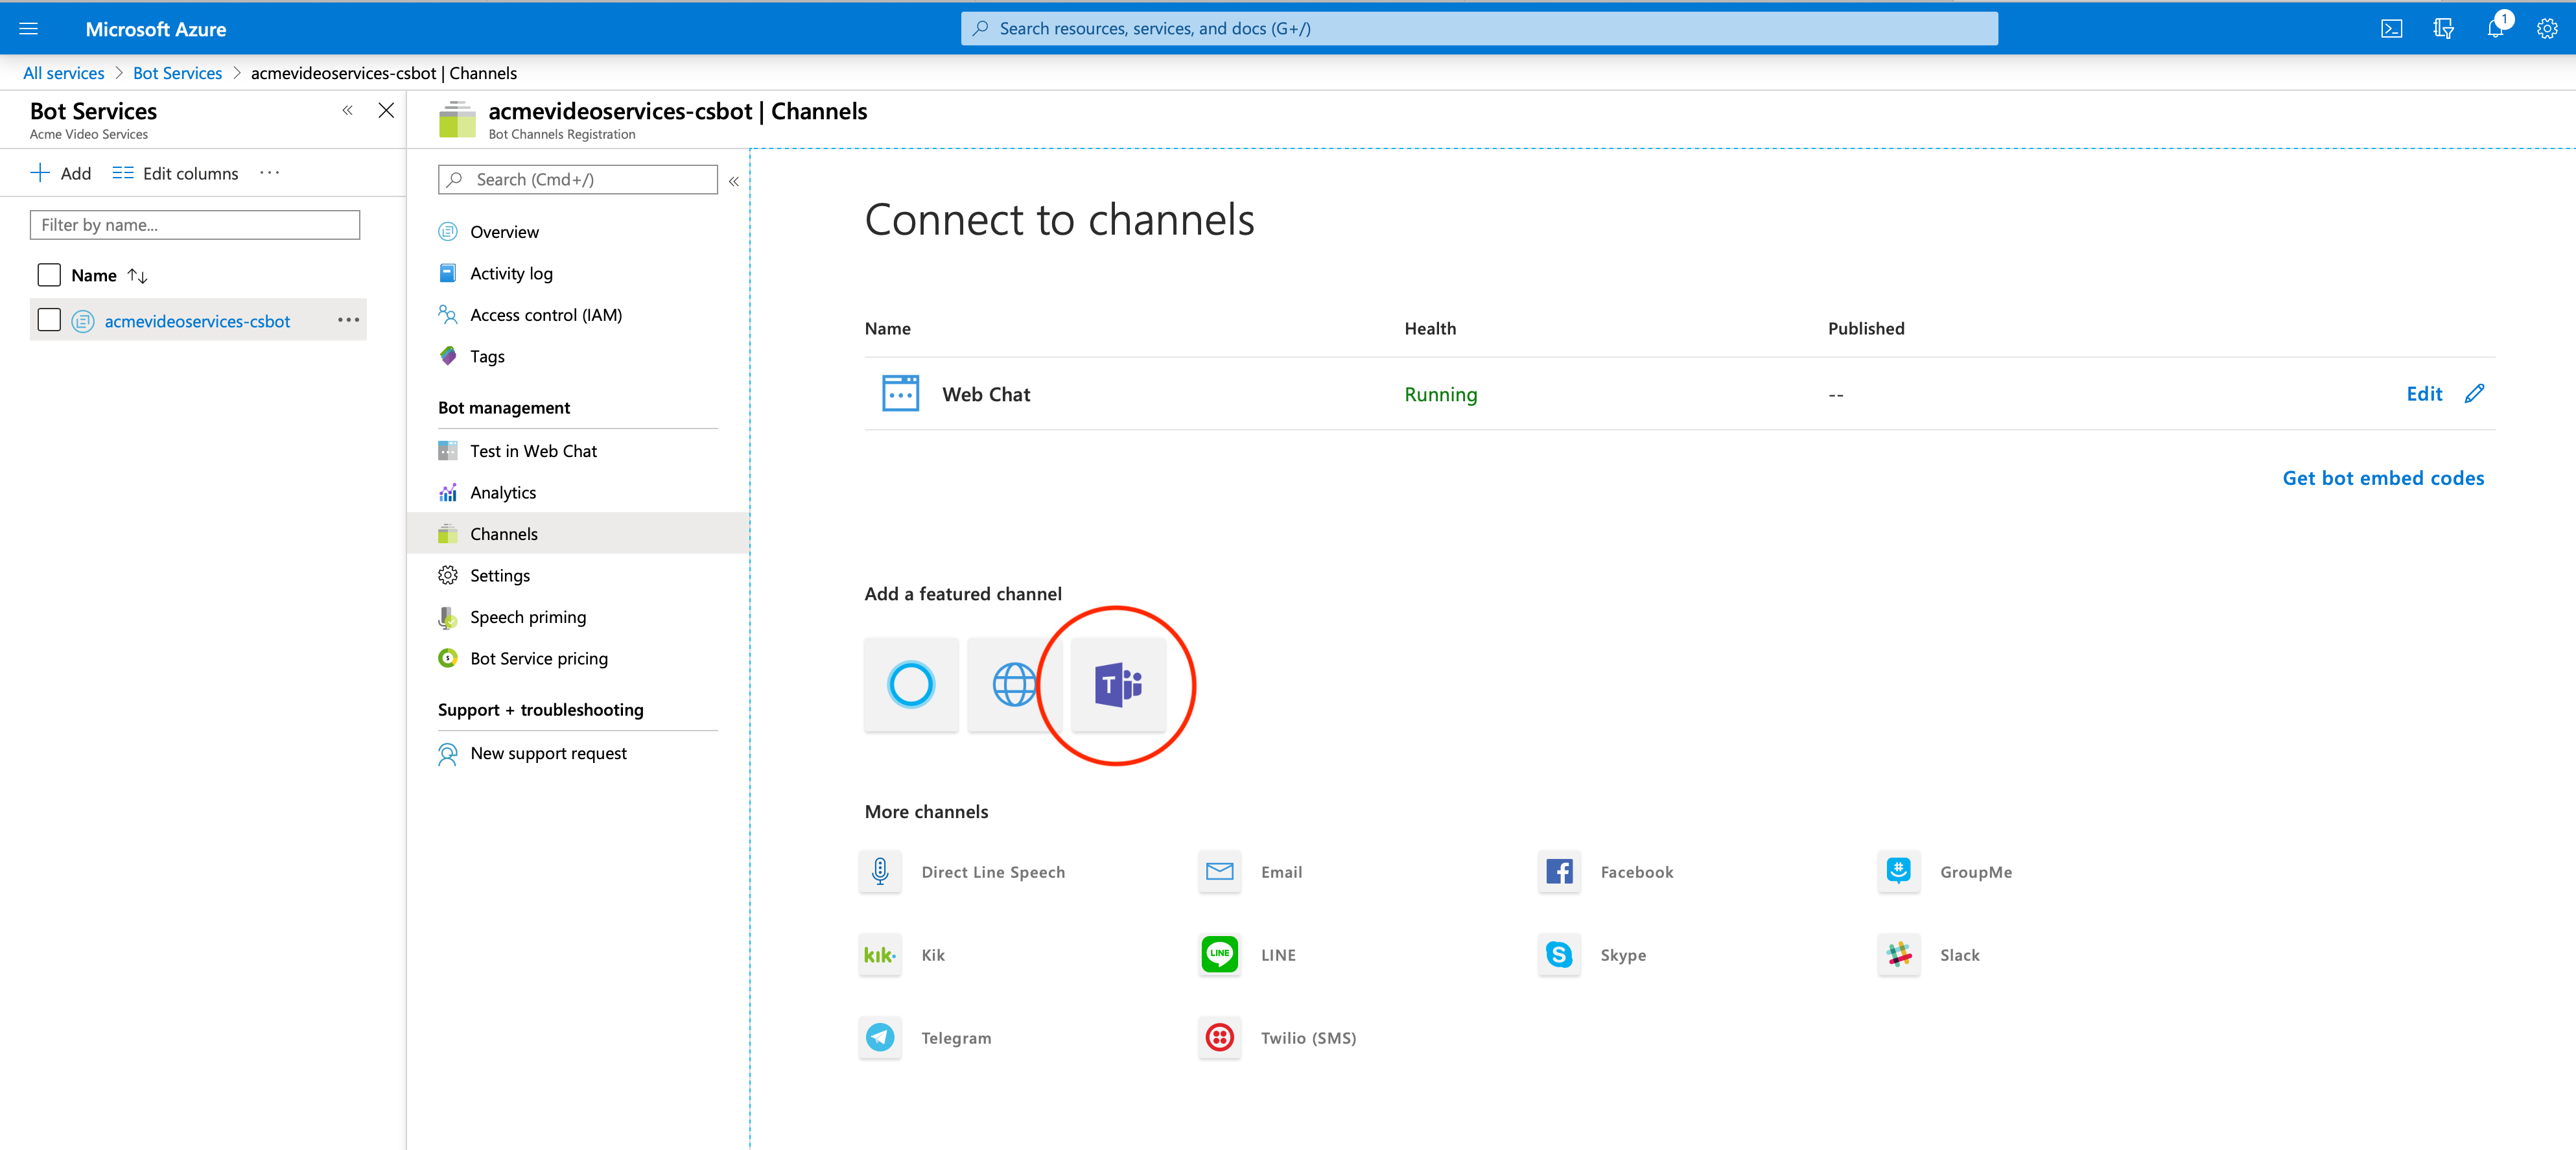 Microsoft Azure
Search resources, services, and docs (G+/)
1
All services > Bot Services > acmevideoservices-csbot | Channels
Bot Services
Acme Video Services
Add
Edit columns
Filter by name...
Name
acmevideoservices-csbot
acmevideoservices-csbot | Channels
Bot Channels Registration
Search (Cmd+/)
Overview
Activity log
Access control (IAM)
Tags
Bot management
Test in Web Chat
Analytics
Channels
Settings
Speech priming
Bot Service pricing
Support + troubleshooting
New support request
Connect to channels
Name Health Published
Web Chat Running -- Edit
Get bot embed codes
Add a featured channel
T
More channels
Direct Line Speech
Email
Facebook
GroupMe
kik
Kik
LINE
LINE
Skype
Slack
Telegram
Twilio (SMS)